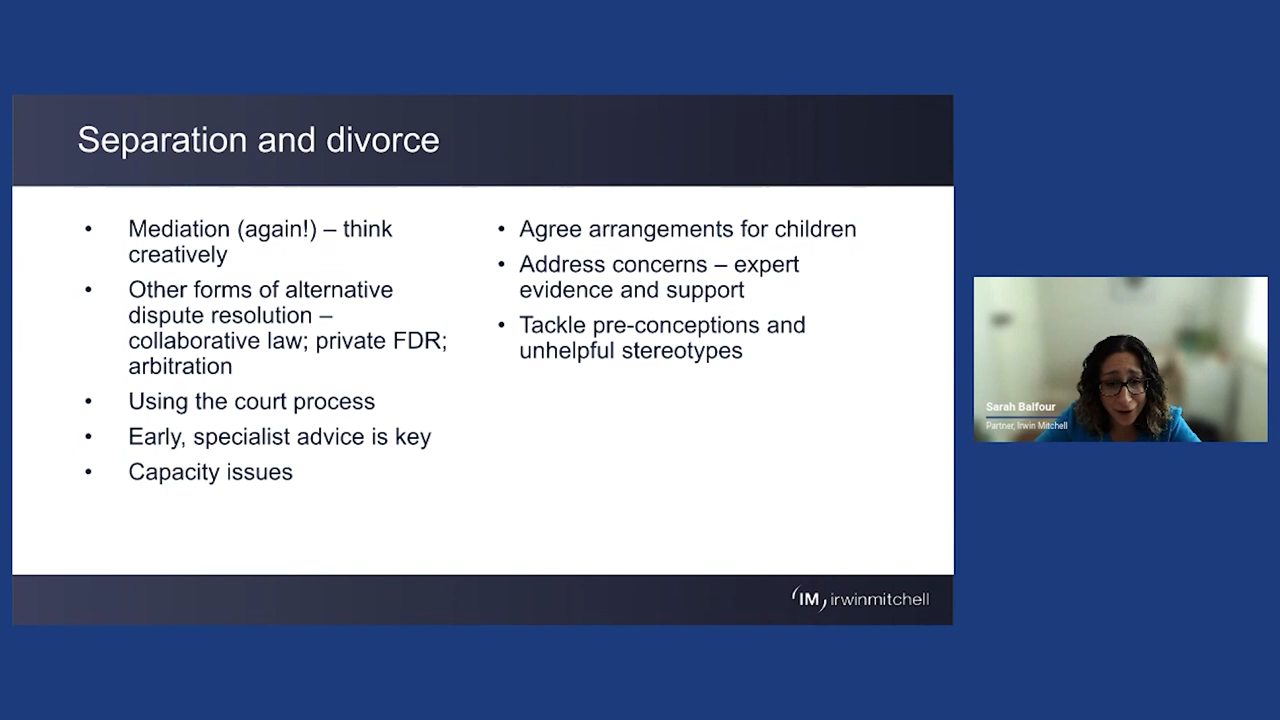 Separation and divorce
• Mediation (again!) – think
creatively
• Other forms of alternative
dispute resolution –
collaborative law; private FDR;
arbitration
• Using the court process
• Early, specialist advice is key
• Capacity issues
• Agree arrangements for children
• Address concerns – expert
evidence and support
• Tackle pre-conceptions and
unhelpful stereotypes
Sarah Balfour
Partner, Irwin Mitchell
IM irwinmitchell